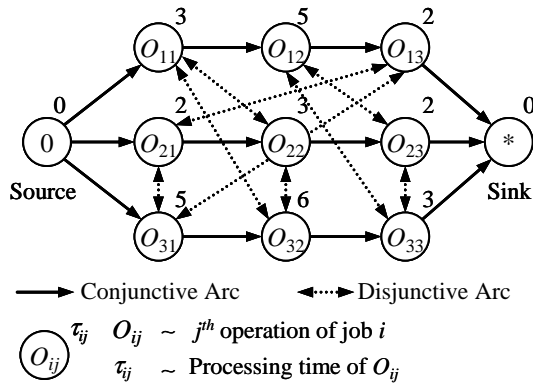 3 5 2
O₁₁ O₁₂ O₁₃
0 2 3 2 0
0 O₂₁ O₂₂ O₂₃ *
Source Sink
5 6 3
O₃₁ O₃₂ O₃₃
Conjunctive Arc Disjunctive Arc
τᵢⱼ Oᵢⱼ ~ jᵗʰ operation of job i
Oᵢⱼ τᵢⱼ ~ Processing time of Oᵢⱼ